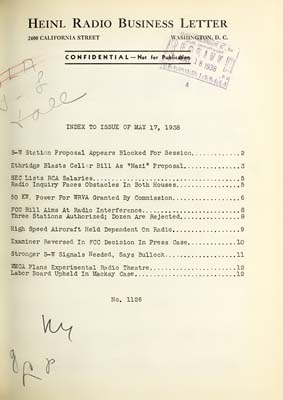 HEINL RADIO BUSINESS LETTER
2400 CALIFORNIA STREET WASHINGTON, D. C.
CONFIDENTIAL—Not for Publication
18 1938
INDEX TO ISSUE OF MAY 17, 1938
S-W Station Proposal Appears Blocked For Session............2
Ethridge Blasts Celler Bill As "Nazi" Proposal..............3
SEC Lists RCA Salaries......................................5
Radio Inquiry Faces Obstacles In Both Houses................5
50 KW. Power For WRVA Granted By Commission.................6
FCC Bill Aims At Radio Interference.........................8
Three Stations Authorized; Dozen Are Rejected...............8
High Speed Aircraft Held Dependent On Radio.................9
Examiner Reversed In FCC Decision In Press Case............10
Stronger S-W Signals Needed, Says Bullock..................11
WMCA Plans Experimental Radio Theatre......................12
Labor Board Upheld In Mackay Case..........................12
No. 1126